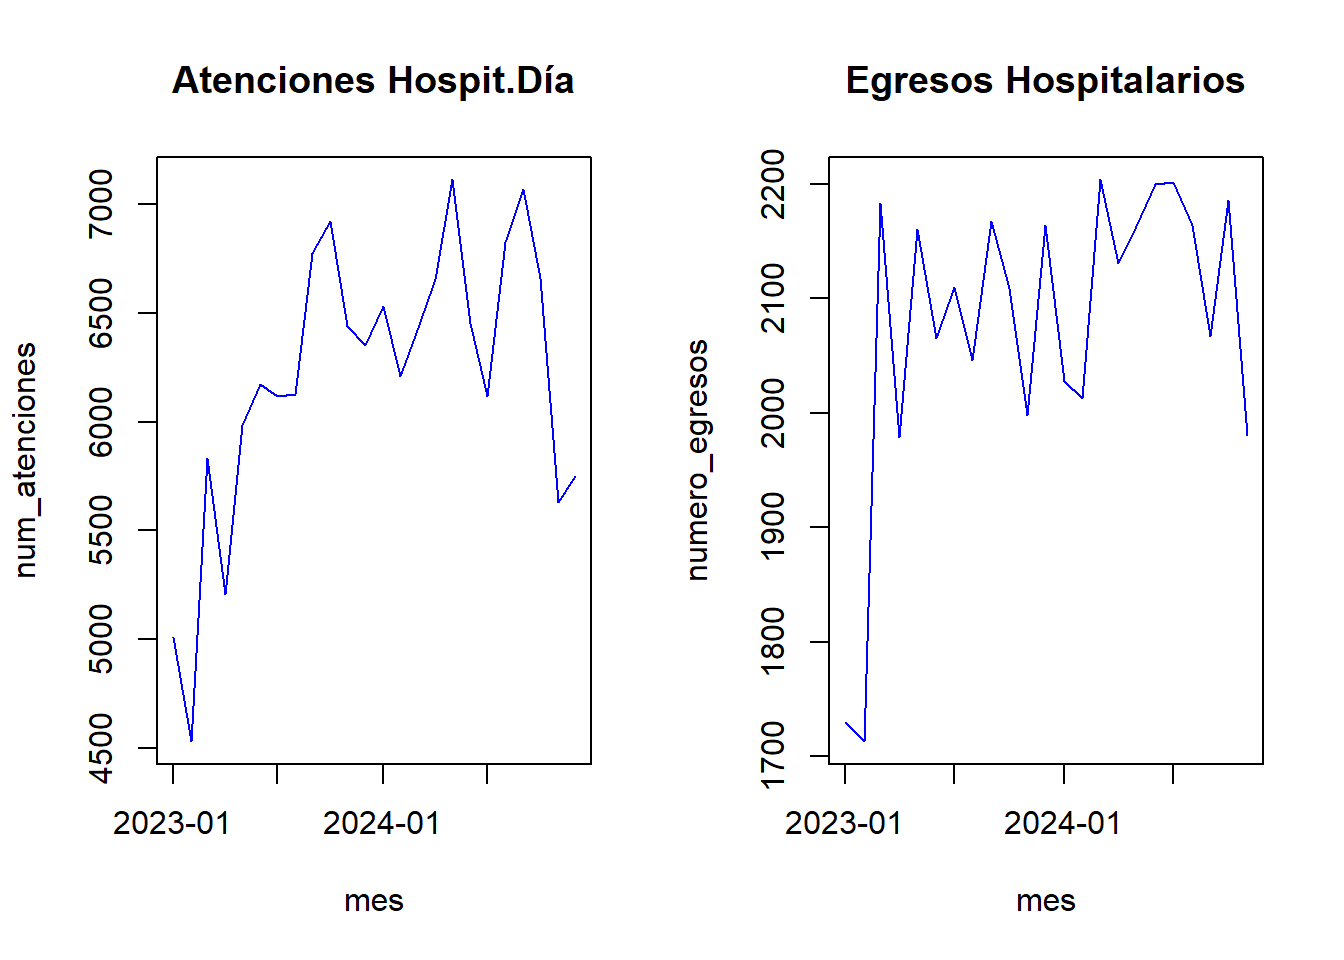 Atenciones Hospit.Día
num_atenciones
7000
6500
6000
5500
5000
4500
2023-01
2024-01
mes
Egresos Hospitalarios
numero_egresos
2200
2100
2000
1900
1800
1700
2023-01
2024-01
mes